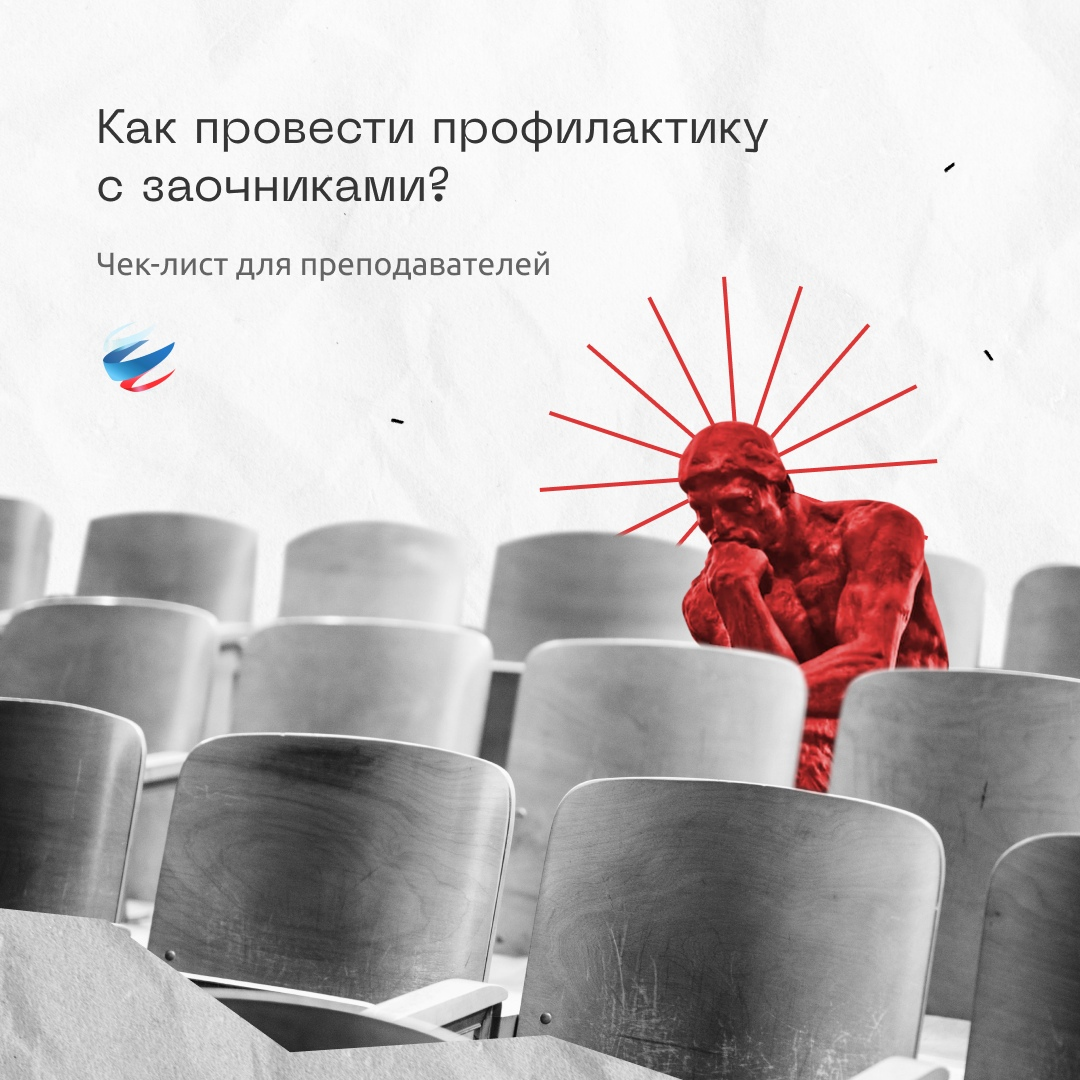 Как провести профилактику
с заочниками?
Чек-лист для преподавателей